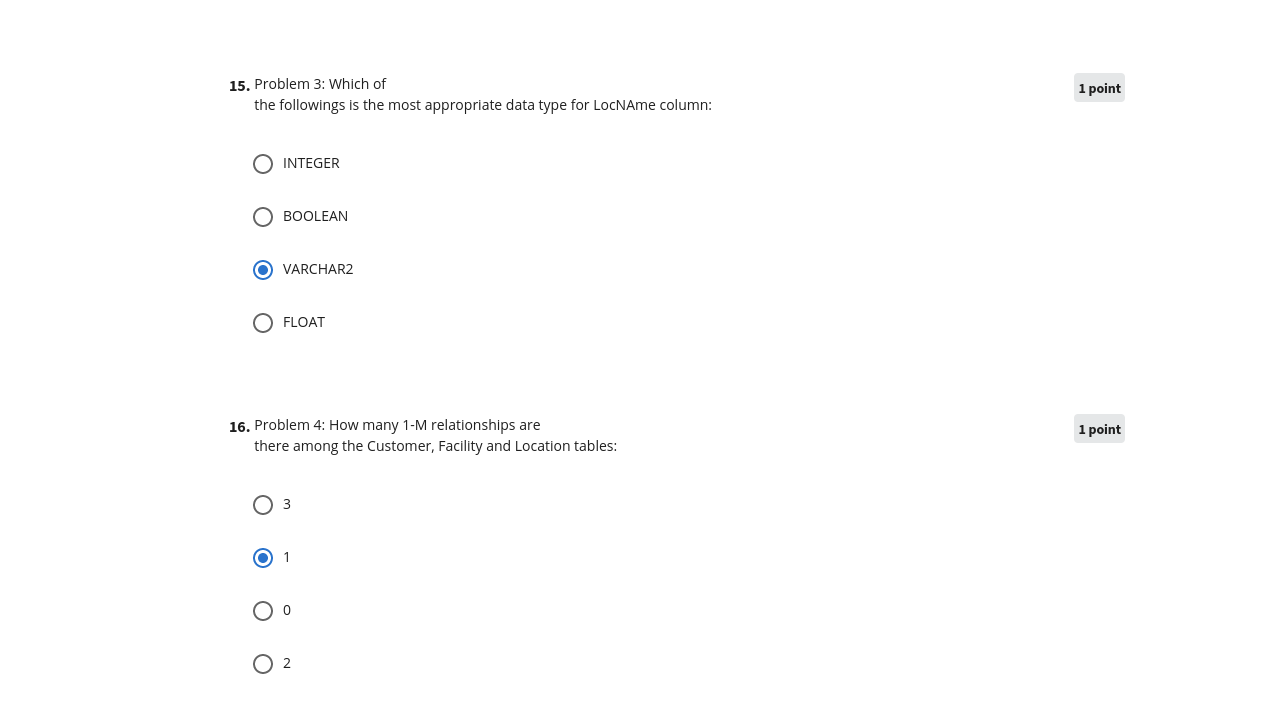 15. Problem 3: Which of
the followings is the most appropriate data type for LocNAme column:
1 point
INTEGER
BOOLEAN
VARCHAR2
FLOAT
16. Problem 4: How many 1-M relationships are
there among the Customer, Facility and Location tables:
1 point
3
1
0
2